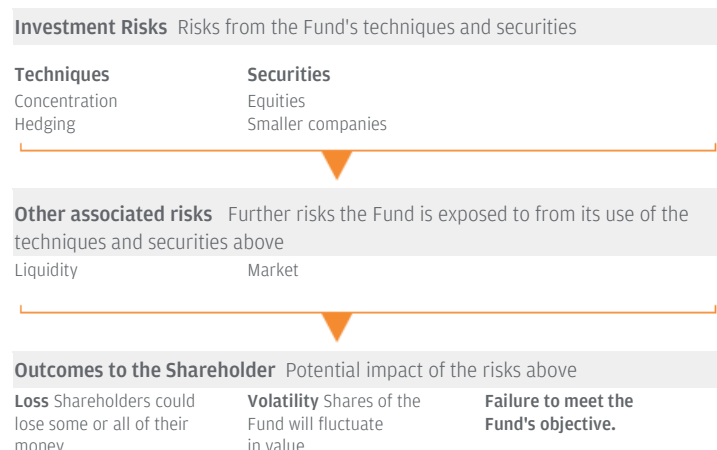 Investment Risks Risks from the Fund's techniques and securities
Techniques
Concentration
Hedging
Securities
Equities
Smaller companies
Other associated risks Further risks the Fund is exposed to from its use of the
techniques and securities above
Liquidity
Market
Outcomes to the Shareholder Potential impact of the risks above
Loss Shareholders could
lose some or all of their
money
Volatility Shares of the
Fund will fluctuate
in value
Failure to meet the
Fund's objective.